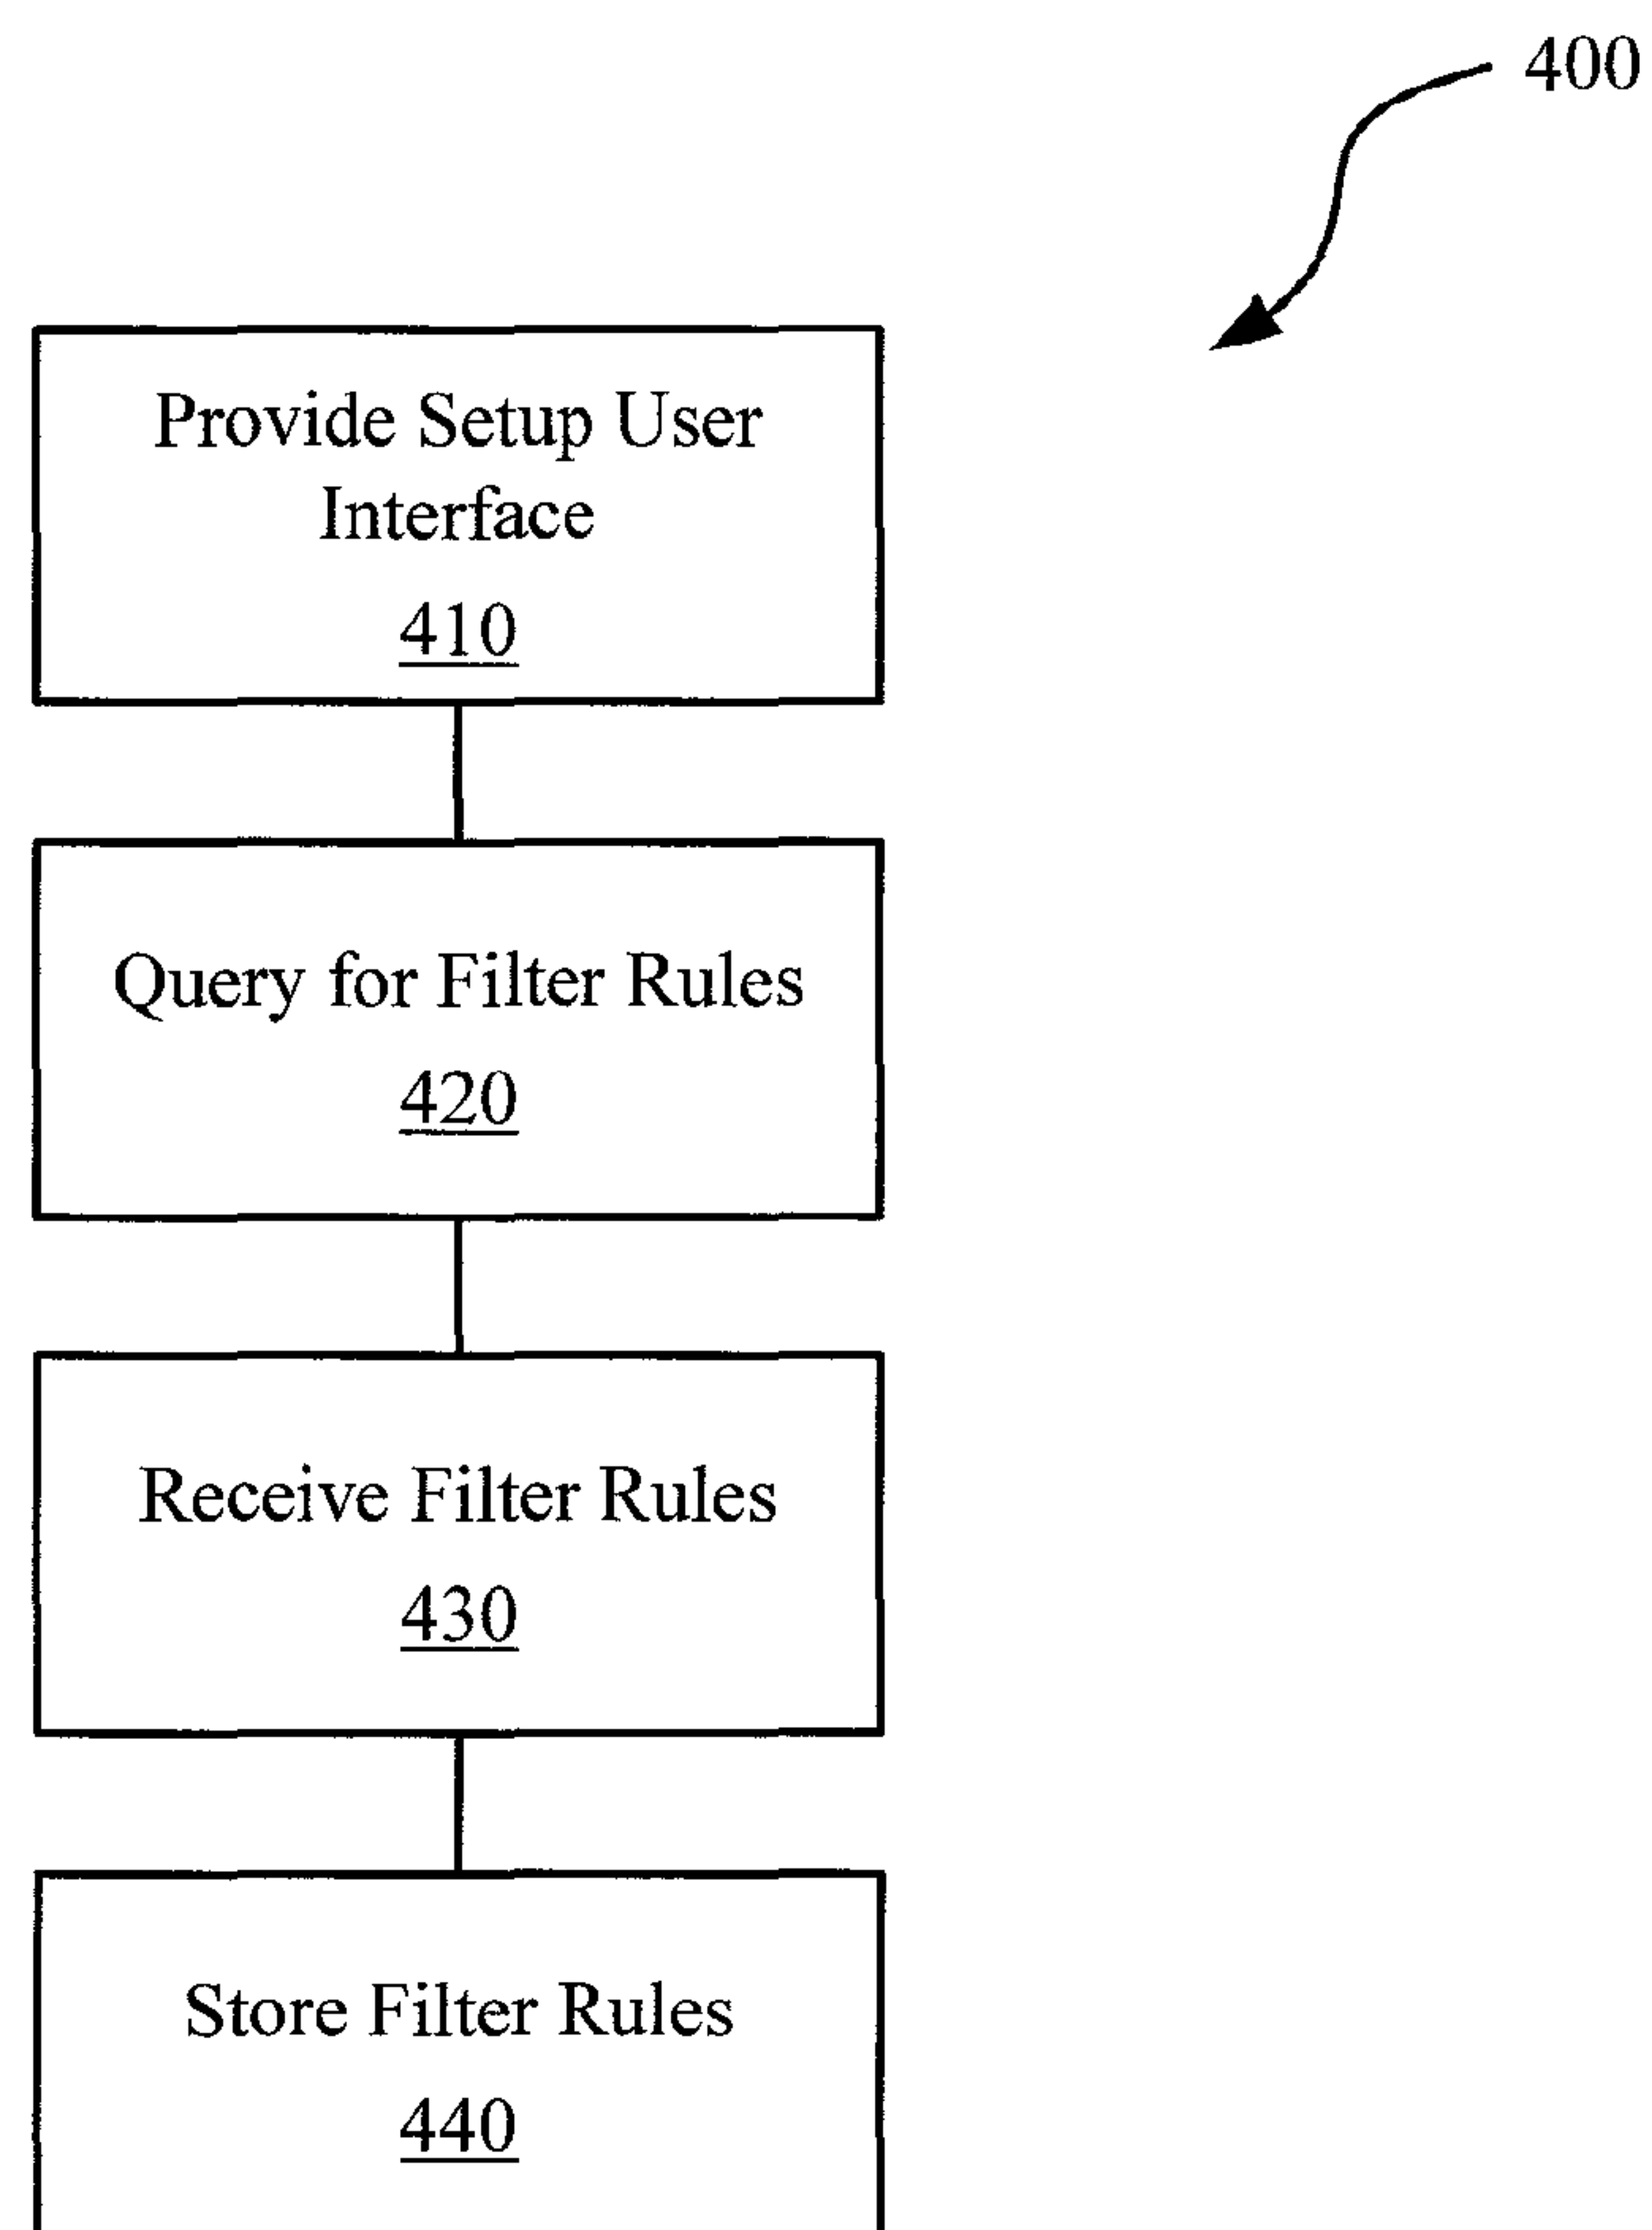 400
Provide Setup User
Interface
410
Query for Filter Rules
420
Receive Filter Rules
430
Store Filter Rules
440